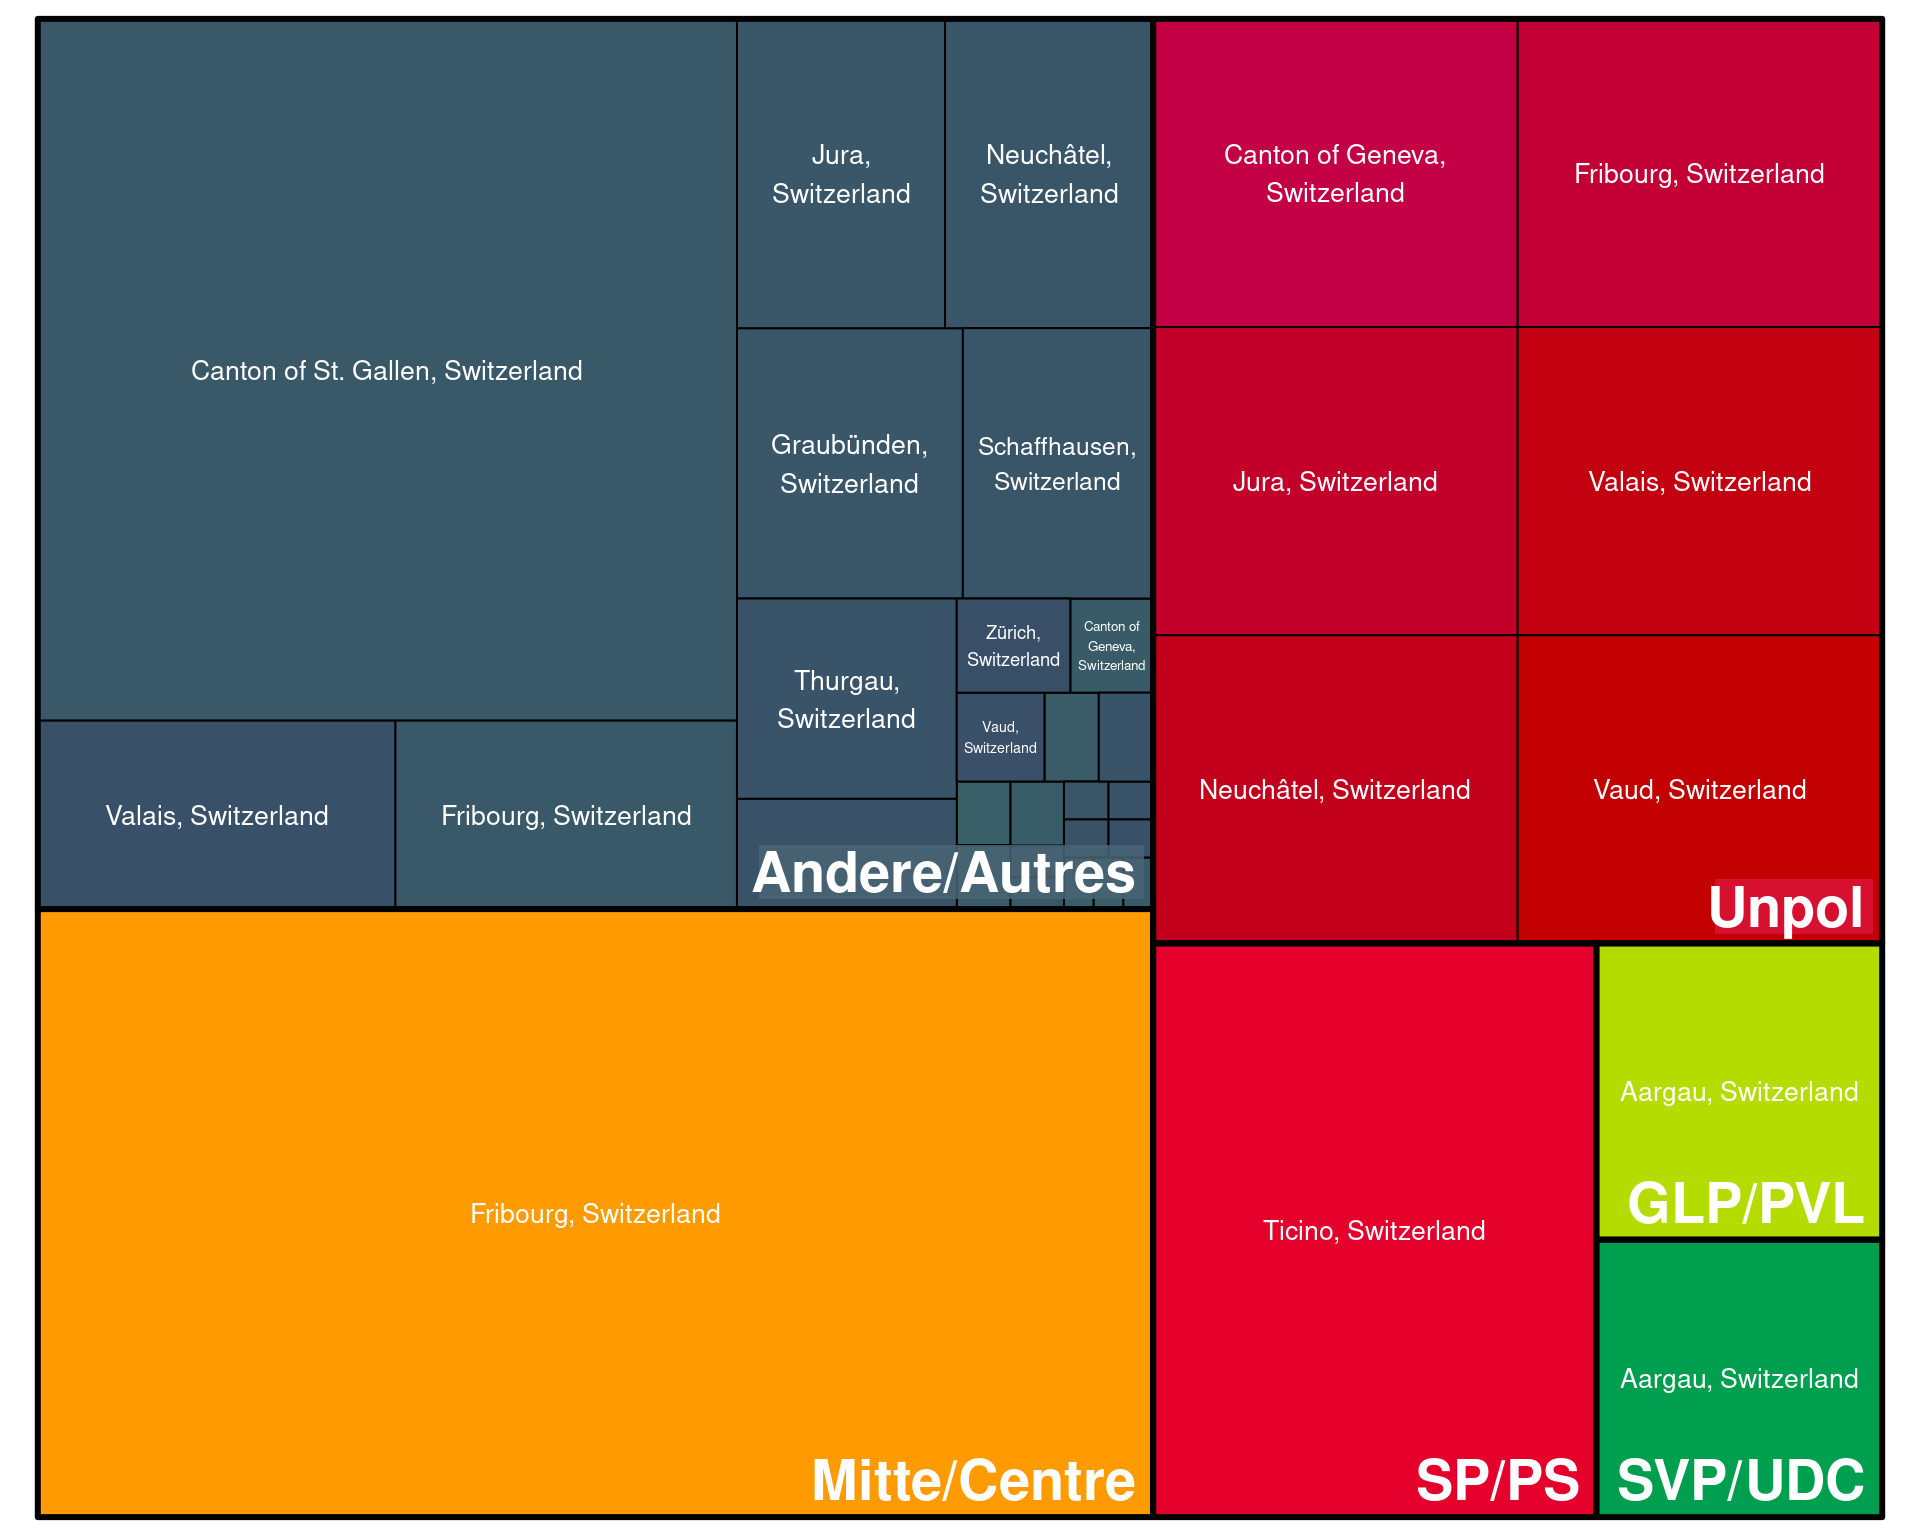 Canton of St. Gallen, Switzerland
Jura,
Switzerland
Neuchâtel,
Switzerland
Graubünden,
Switzerland
Schaffhausen,
Switzerland
Thurgau,
Switzerland
Zürich,
Switzerland
Canton of
Geneva,
Switzerland
Vaud,
Switzerland
Valais, Switzerland
Fribourg, Switzerland
Andere/Autres
Canton of Geneva,
Switzerland
Fribourg, Switzerland
Jura, Switzerland
Valais, Switzerland
Neuchâtel, Switzerland
Vaud, Switzerland
Unpol
Fribourg, Switzerland
Mitte/Centre
Ticino, Switzerland
SP/PS
Aargau, Switzerland
GLP/PVL
Aargau, Switzerland
SVP/UDC